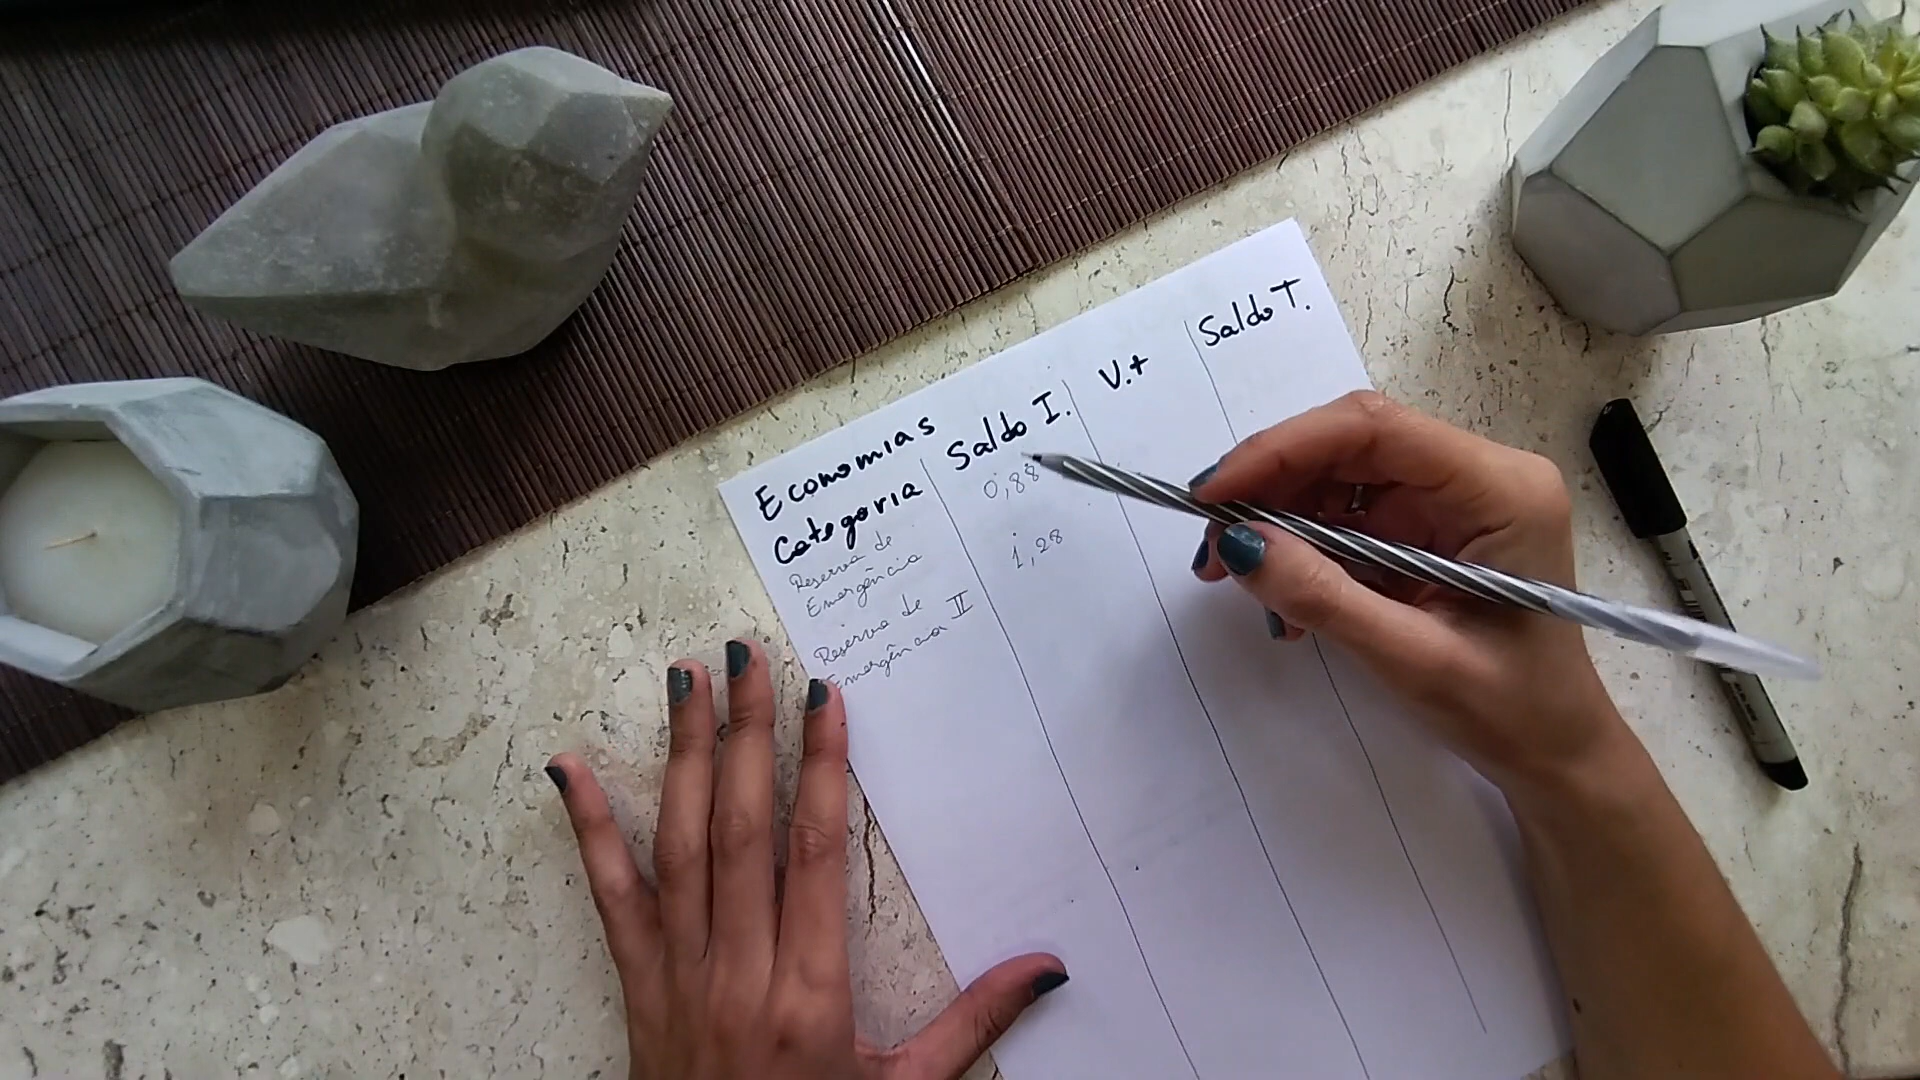 Economias
Categoria Saldo I. V.+ Saldo T.
Reserva de
Emergência 0,88
Reserva de
Emergência II 1,28